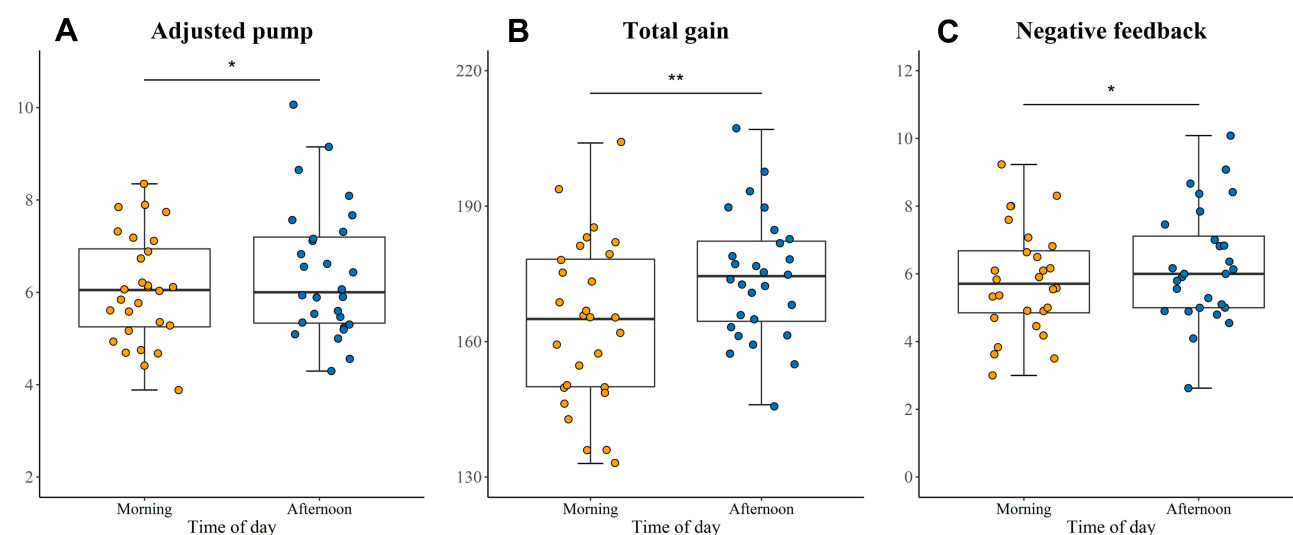 A Adjusted pump
*
10
8
6
4
2
Morning Afternoon
Time of day
B Total gain
**
220
190
160
130
Morning Afternoon
Time of day
C Negative feedback
*
12
10
8
6
4
2
0
Morning Afternoon
Time of day